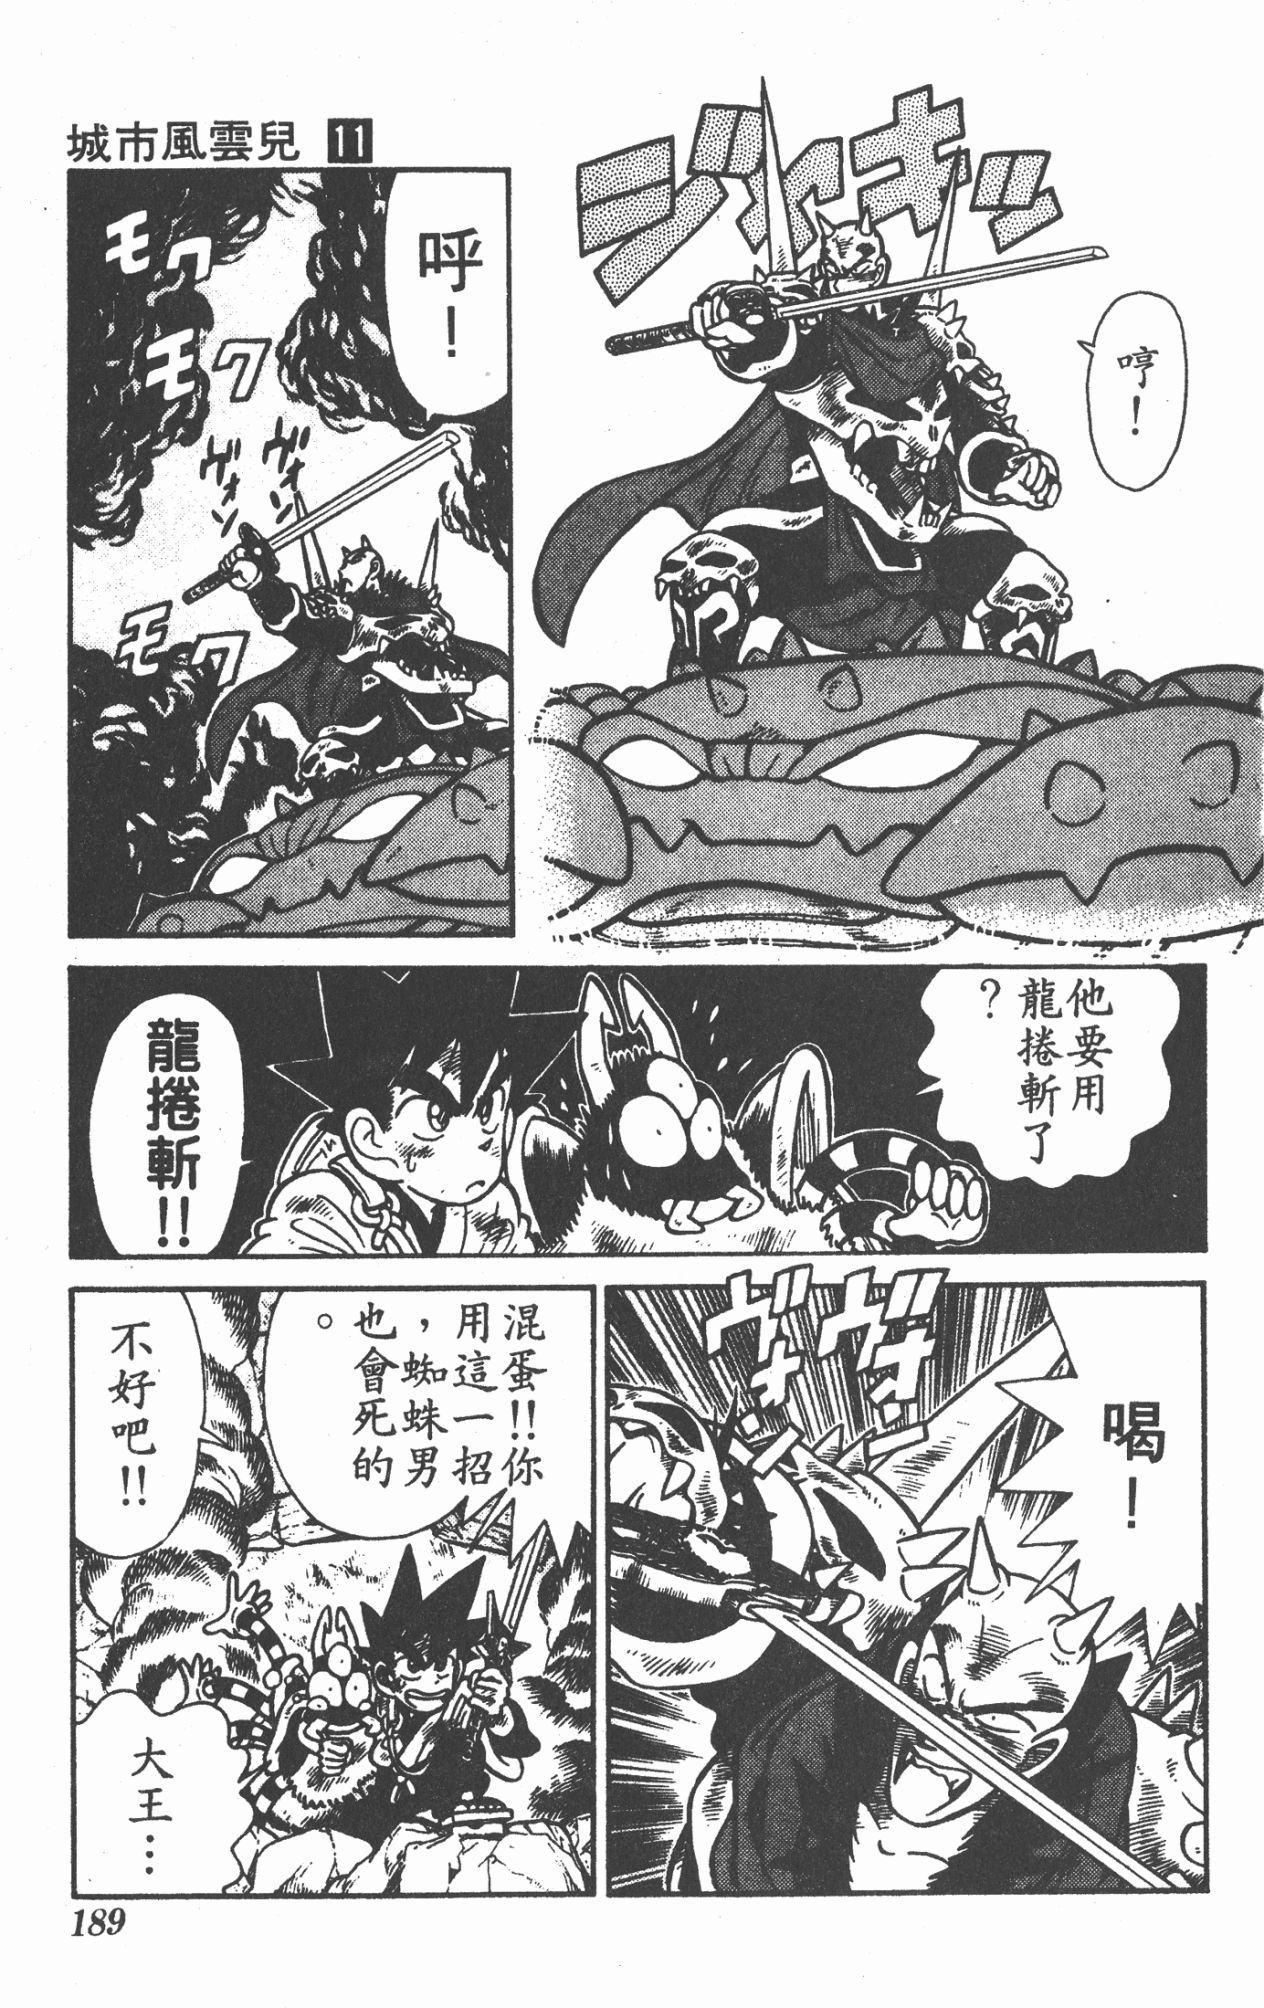 城市風雲兒 11
ジャキッ
哼！
呼！
モク
モク
ヴォン
ヴォン
モク
他要用
龍捲斬了
？
龍捲斬!!
喝！
ヴォン
ヴォン
混蛋!!你
用這一招
，蜘蛛男
也會死的
。
不好吧!!
大王…
189